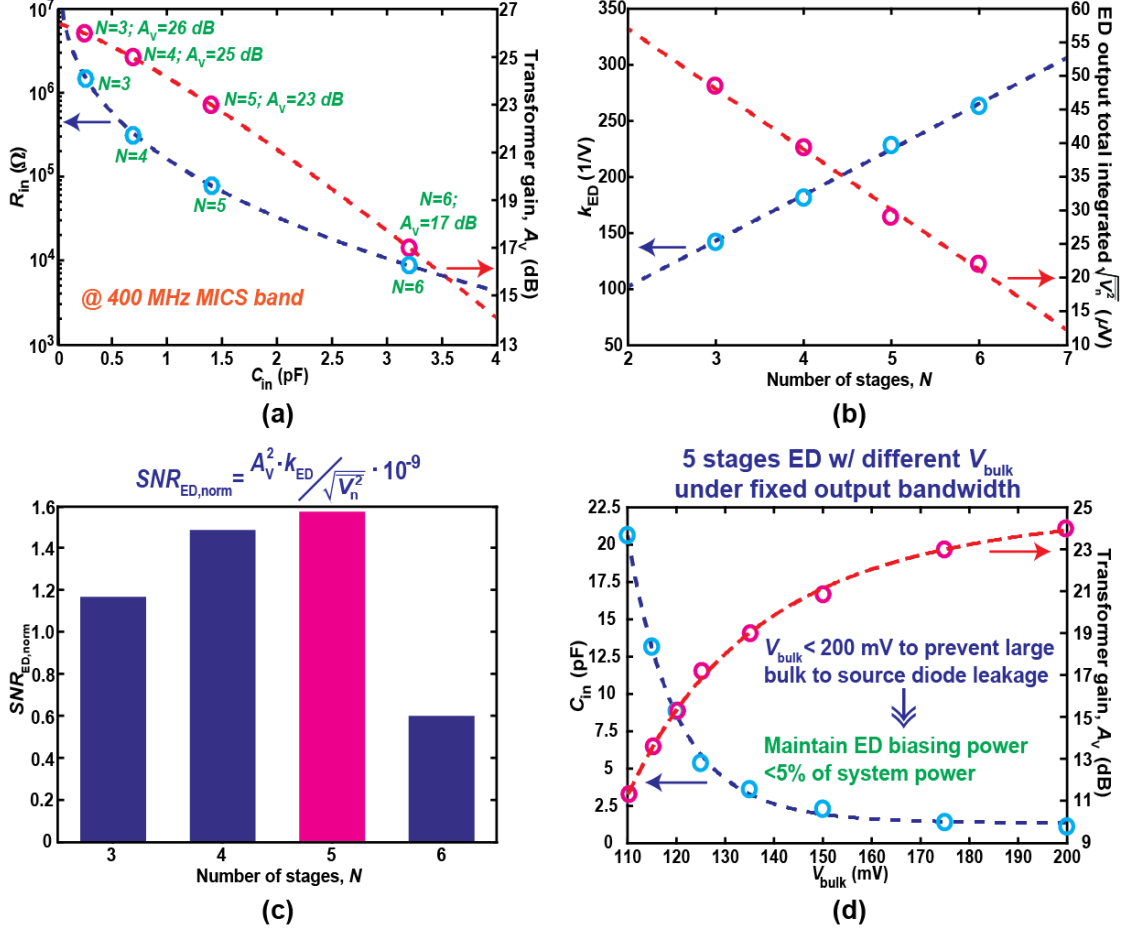 10^7
10^6
10^5
10^4
10^3
R_in (Ω)
27
25
23
21
19
17
15
13
Transformer gain, A_V (dB)
N=3; A_V=26 dB
N=4; A_V=25 dB
N=3
N=5; A_V=23 dB
N=4
N=5
N=6;
A_V=17 dB
N=6
@ 400 MHz MICS band
0 0.5 1 1.5 2 2.5 3 3.5 4
C_in (pF)
(a)
350
300
250
200
150
100
50
k_ED (1/V)
60
55
50
45
40
35
30
25
20
15
10
ED output total integrated √V_n^2 (μV)
2 3 4 5 6 7
Number of stages, N
(b)
SNR_ED,norm = A_V^2·k_ED / √V_n^2 · 10^-9
1.6
1.4
1.2
1.0
0.8
0.6
0.4
0.2
0
SNR_ED,norm
3 4 5 6
Number of stages, N
(c)
5 stages ED w/ different V_bulk
under fixed output bandwidth
22.5
20
17.5
15
12.5
10
7.5
5
2.5
0
C_in (pF)
25
23
21
19
17
15
13
11
9
Transformer gain, A_V (dB)
V_bulk < 200 mV to prevent large
bulk to source diode leakage
Maintain ED biasing power
<5% of system power
110 120 130 140 150 160 170 180 190 200
V_bulk (mV)
(d)